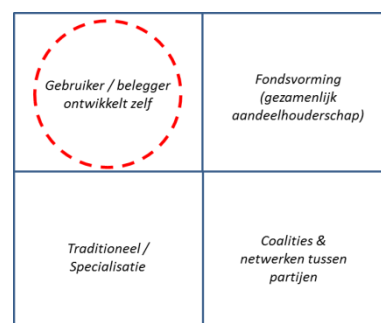 Gebruiker / belegger
ontwikkelt zelf
Fondsvorming
(gezamenlijk
aandeelhouderschap)
Traditioneel /
Specialisatie
Coalities &
netwerken tussen
partijen